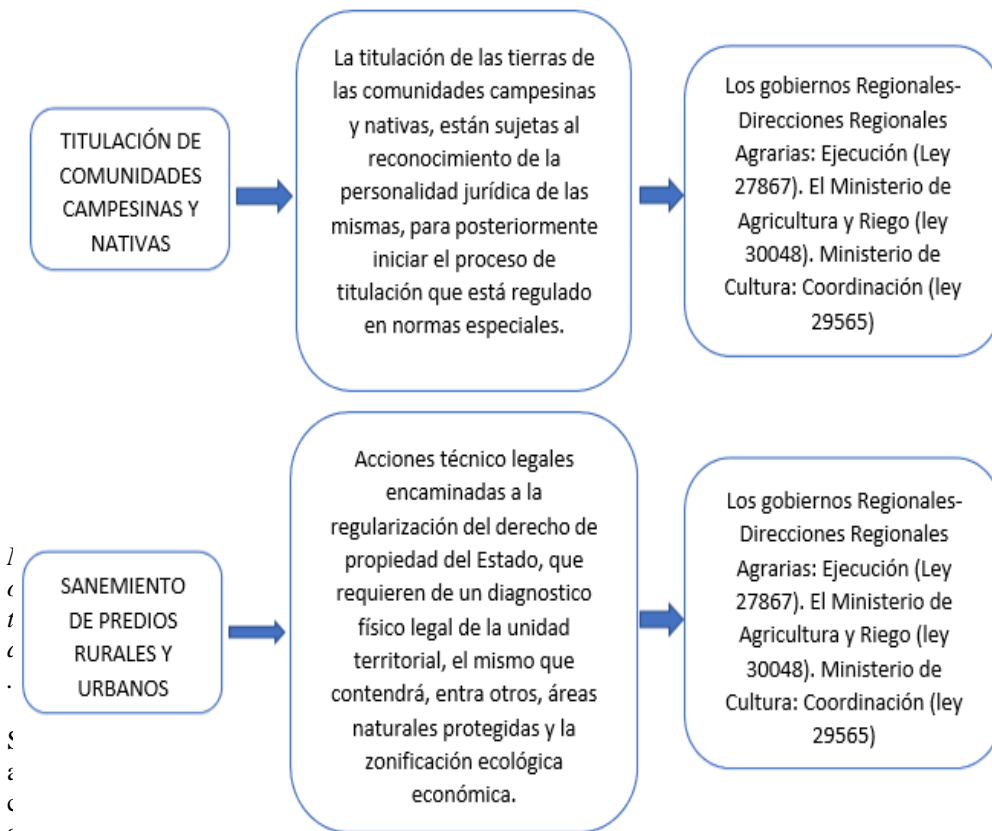 TITULACIÓN DE
COMUNIDADES
CAMPESINAS Y
NATIVAS
La titulación de las tierras de
las comunidades campesinas
y nativas, están sujetas al
reconocimiento de la
personalidad jurídica de las
mismas, para posteriormente
iniciar el proceso de
titulación que está regulado
en normas especiales.
Los gobiernos Regionales-
Direcciones Regionales
Agrarias: Ejecución (Ley
27867). El Ministerio de
Agricultura y Riego (ley
30048). Ministerio de
Cultura: Coordinación (ley
29565)
SANEMIENTO
DE PREDIOS
RURALES Y
URBANOS
Acciones técnico legales
encaminadas a la
regularización del derecho de
propiedad del Estado, que
requieren de un diagnostico
físico legal de la unidad
territorial, el mismo que
contendrá, entra otros, áreas
naturales protegidas y la
zonificación ecológica
económica.
Los gobiernos Regionales-
Direcciones Regionales
Agrarias: Ejecución (Ley
27867). El Ministerio de
Agricultura y Riego (ley
30048). Ministerio de
Cultura: Coordinación (ley
29565)